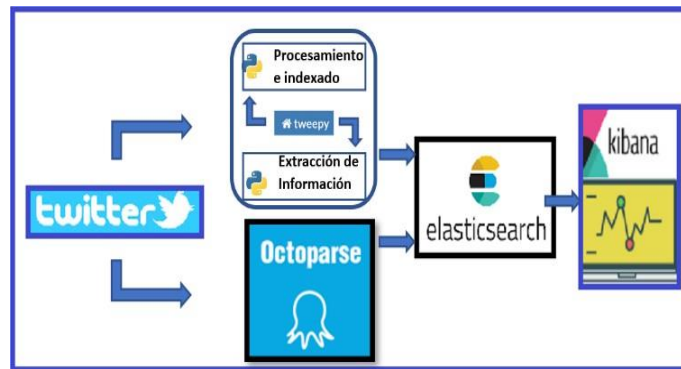 twitter
Procesamiento
e indexado
tweepy
Extracción de
Información
Octoparse
elasticsearch
kibana